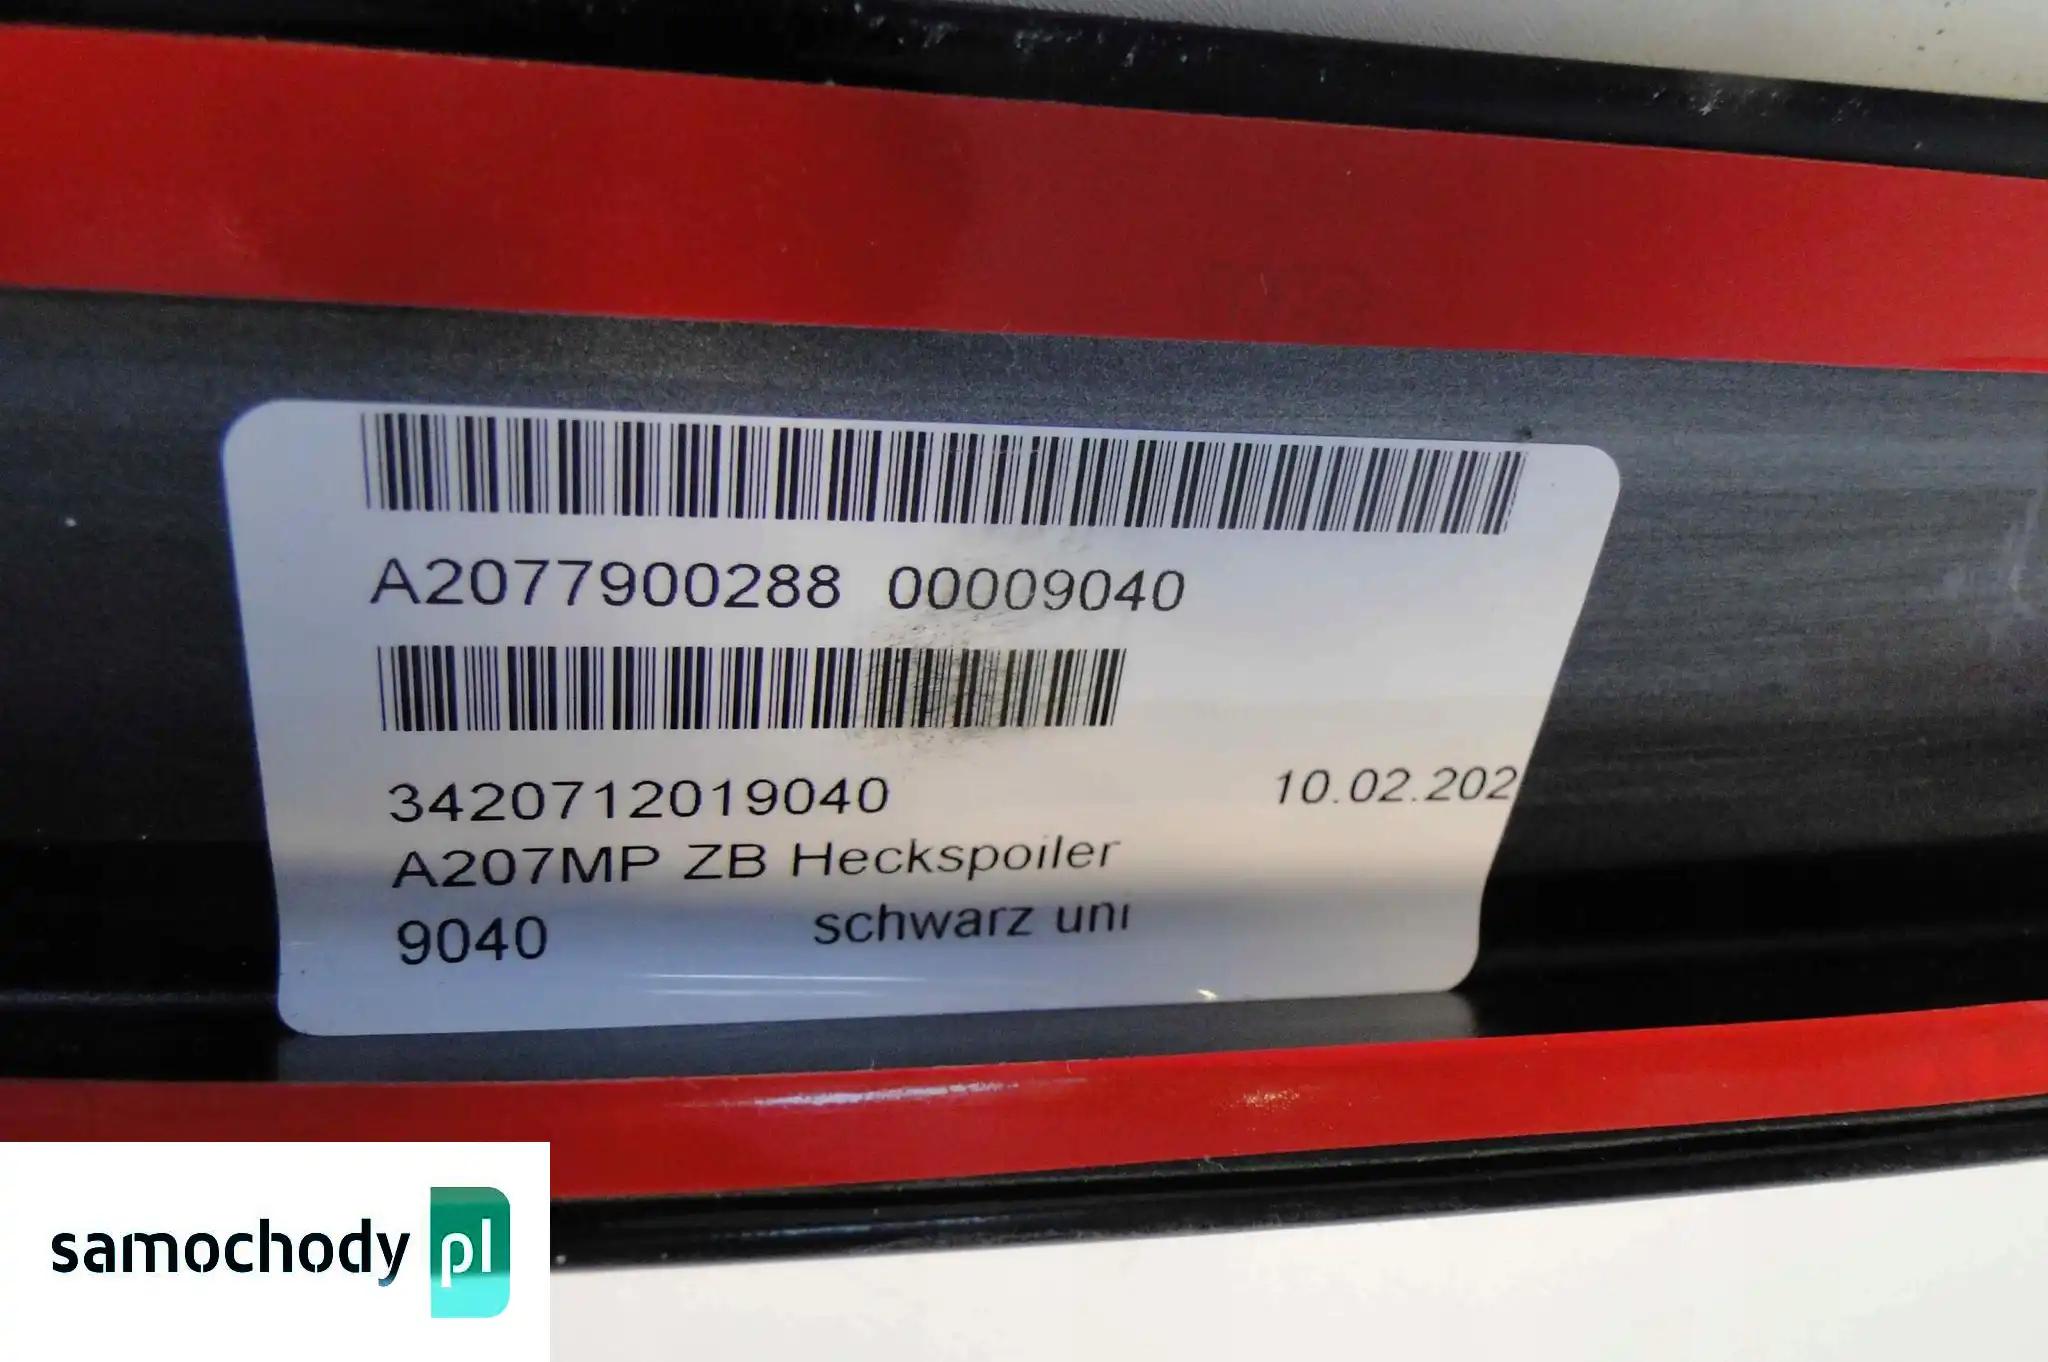 A2077900288 00009040
3420712019040 10.02.202
A207MP ZB Heckspoiler
9040 schwarz uni
samochody pl